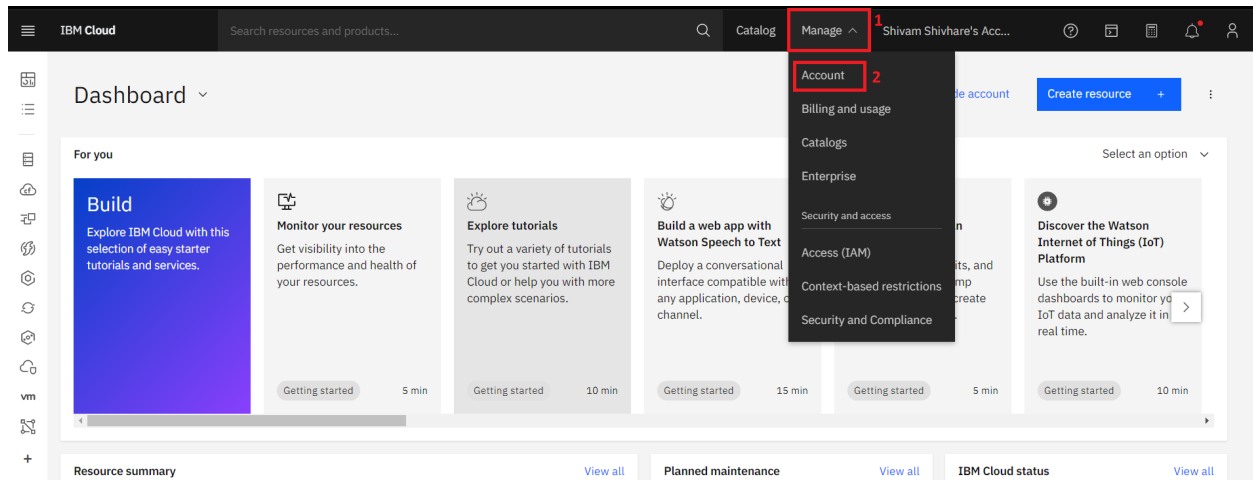 IBM Cloud
Search resources and products...
Catalog
Manage
1
Shivam Shivhare's Acc...
Account
2
Billing and usage
Catalogs
Enterprise
Security and access
Access (IAM)
Context-based restrictions
Security and Compliance
Dashboard
account
Create resource +
For you
Select an option
Build
Explore IBM Cloud with this
selection of easy starter
tutorials and services.
Monitor your resources
Get visibility into the
performance and health of
your resources.
Getting started
5 min
Explore tutorials
Try out a variety of tutorials
to get you started with IBM
Cloud or help you with more
complex scenarios.
Getting started
10 min
Build a web app with
Watson Speech to Text
Deploy a conversational
interface compatible with
any application, device, o
channel.
Getting started
15 min
n
its, and
mp
create
Getting started
5 min
Discover the Watson
Internet of Things (IoT)
Platform
Use the built-in web console
dashboards to monitor yo
IoT data and analyze it in
real time.
Getting started
10 min
vm
+
Resource summary
View all
Planned maintenance
View all
IBM Cloud status
View all